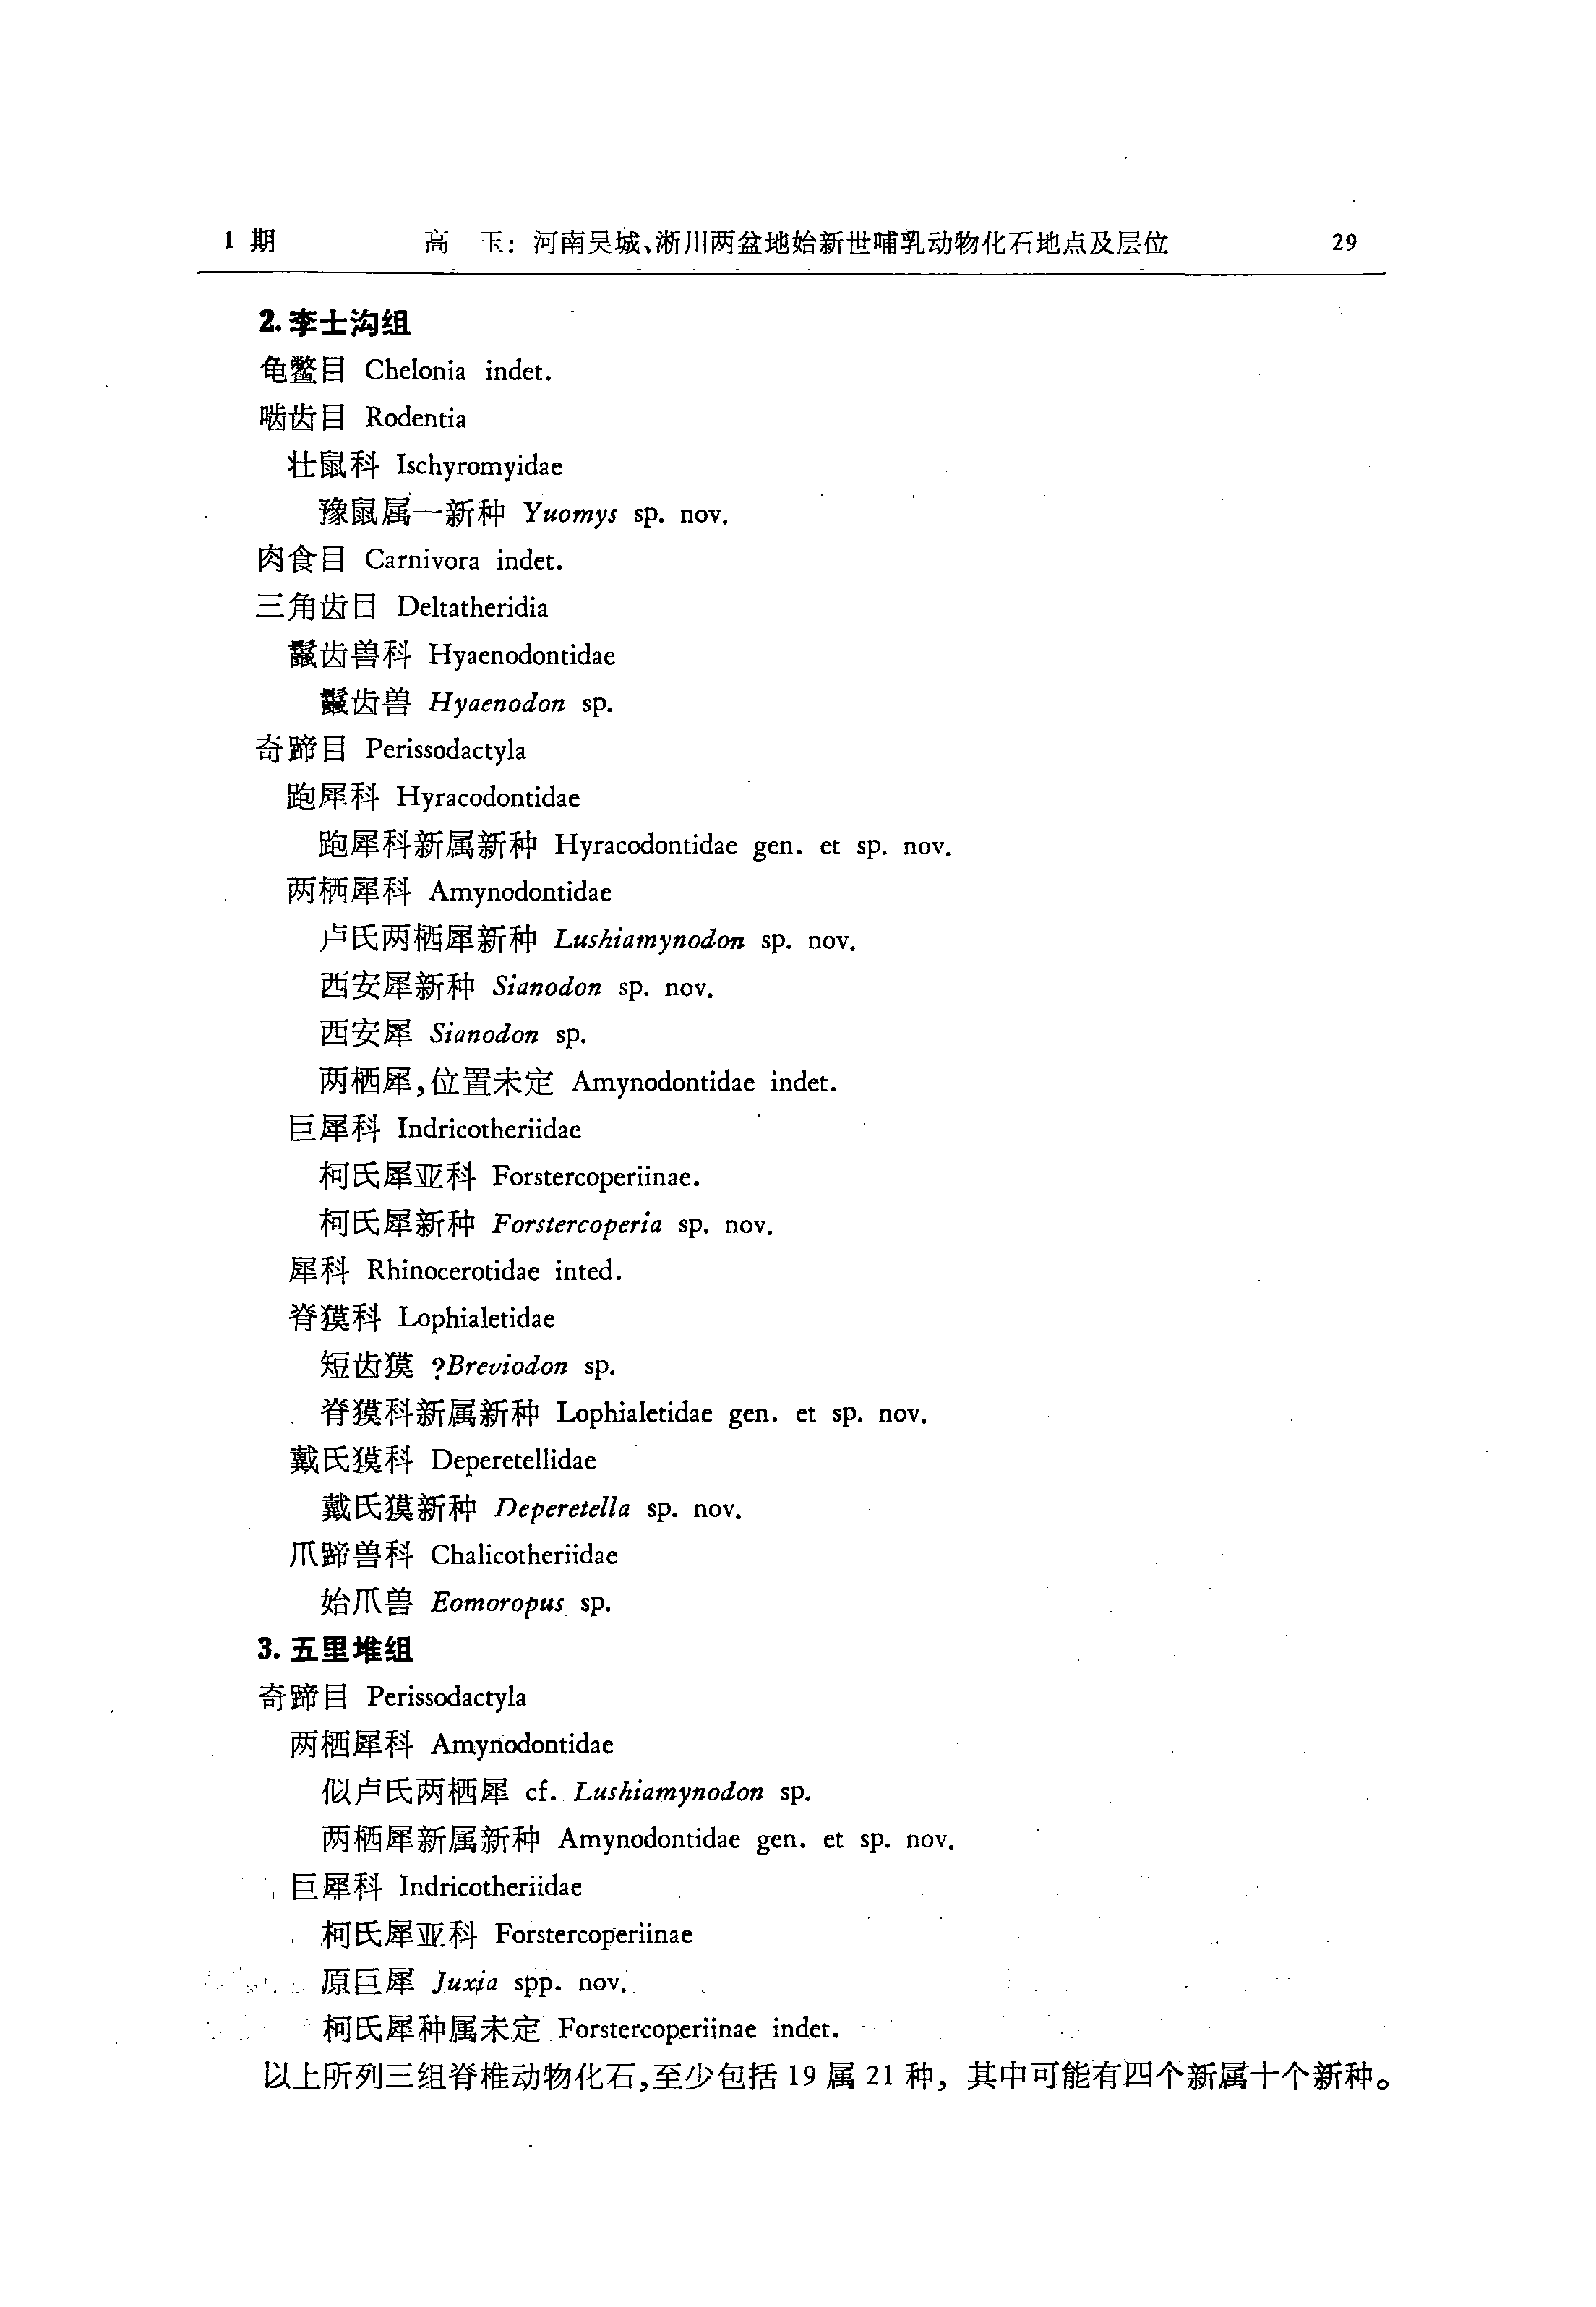 1 期 高 玉：河南吴城、淅川两盆地始新世哺乳动物化石地点及层位 29
2. 李士沟组
龟鳖目 Chelonia indet.
啮齿目 Rodentia
壮鼠科 Ischyromyidae
豫鼠属一新种 Yuomys sp. nov.
肉食目 Carnivora indet.
三角齿目 Deltatheridia
鬣齿兽科 Hyaenodontidae
鬣齿兽 Hyaenodon sp.
奇蹄目 Perissodactyla
跑犀科 Hyracodontidae
跑犀科新属新种 Hyracodontidae gen. et sp. nov.
两栖犀科 Amynodontidae
卢氏两栖犀新种 Lushiamynodon sp. nov.
西安犀新种 Sianodon sp. nov.
西安犀 Sianodon sp.
两栖犀,位置未定 Amynodontidae indet.
巨犀科 Indricotheriidae
柯氏犀亚科 Forstercoperiinae.
柯氏犀新种 Forstercoperia sp. nov.
犀科 Rhinocerotidae inted.
脊獏科 Lophialetidae
短齿獏 ?Breviodon sp.
脊獏科新属新种 Lophialetidae gen. et sp. nov.
戴氏獏科 Deperetellidae
戴氏獏新种 Deperetella sp. nov.
爪蹄兽科 Chalicotheriidae
始爪兽 Eomoropus sp.
3. 五里堆组
奇蹄目 Perissodactyla
两栖犀科 Amynodontidae
似卢氏两栖犀 cf. Lushiamynodon sp.
两栖犀新属新种 Amynodontidae gen. et sp. nov.
巨犀科 Indricotheriidae
柯氏犀亚科 Forstercoperiinae
原巨犀 Juxia spp. nov.
柯氏犀种属未定 Forstercoperiinae indet.
以上所列三组脊椎动物化石,至少包括 19 属 21 种, 其中可能有四个新属十个新种。